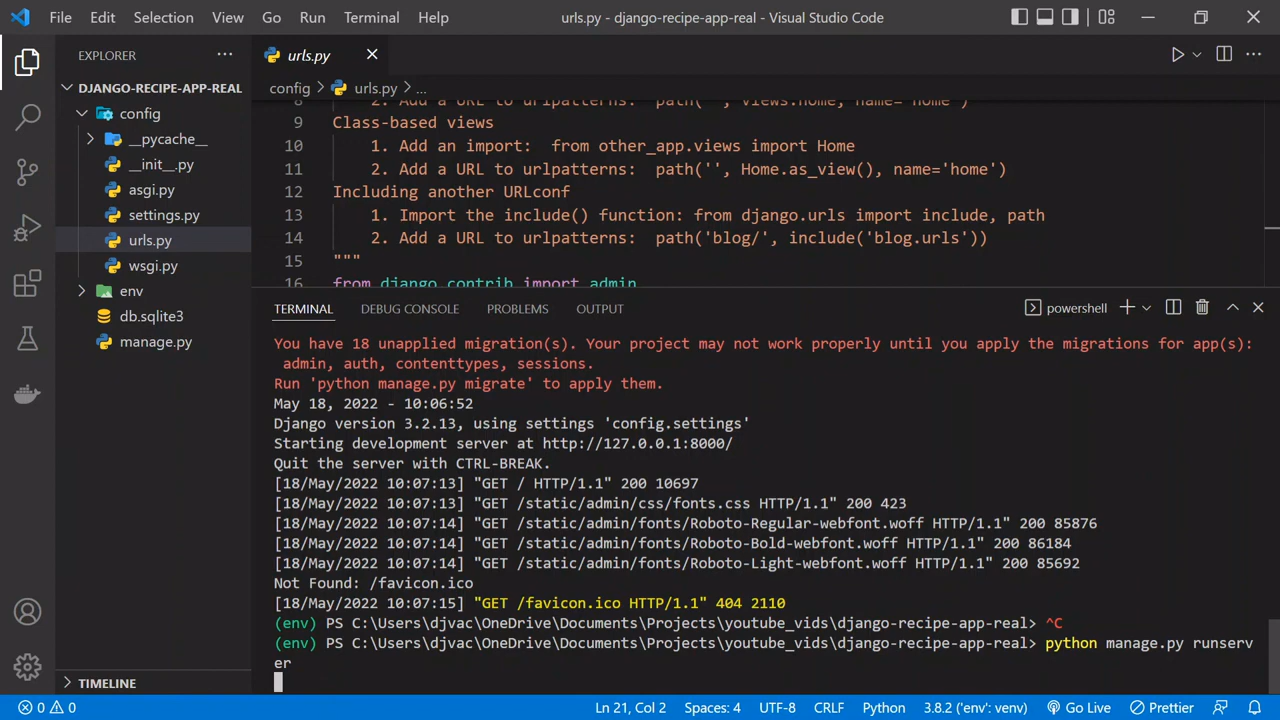 File Edit Selection View Go Run Terminal Help urls.py - django-recipe-app-real - Visual Studio Code
EXPLORER
urls.py
DJANGO-RECIPE-APP-REAL
config
__pycache__
__init__.py
asgi.py
settings.py
urls.py
wsgi.py
env
db.sqlite3
manage.py
TIMELINE
config > urls.py > ...
8 2. Add a URL to urlpatterns: path('', views.home, name='home')
9 Class-based views
10 1. Add an import: from other_app.views import Home
11 2. Add a URL to urlpatterns: path('', Home.as_view(), name='home')
12 Including another URLconf
13 1. Import the include() function: from django.urls import include, path
14 2. Add a URL to urlpatterns: path('blog/', include('blog.urls'))
15 """
16 from django.contrib import admin
TERMINAL DEBUG CONSOLE PROBLEMS OUTPUT powershell
You have 18 unapplied migration(s). Your project may not work properly until you apply the migrations for app(s):
admin, auth, contenttypes, sessions.
Run 'python manage.py migrate' to apply them.
May 18, 2022 - 10:06:52
Django version 3.2.13, using settings 'config.settings'
Starting development server at http://127.0.0.1:8000/
Quit the server with CTRL-BREAK.
[18/May/2022 10:07:13] "GET / HTTP/1.1" 200 10697
[18/May/2022 10:07:13] "GET /static/admin/css/fonts.css HTTP/1.1" 200 423
[18/May/2022 10:07:14] "GET /static/admin/fonts/Roboto-Regular-webfont.woff HTTP/1.1" 200 85876
[18/May/2022 10:07:14] "GET /static/admin/fonts/Roboto-Bold-webfont.woff HTTP/1.1" 200 86184
[18/May/2022 10:07:14] "GET /static/admin/fonts/Roboto-Light-webfont.woff HTTP/1.1" 200 85692
Not Found: /favicon.ico
[18/May/2022 10:07:15] "GET /favicon.ico HTTP/1.1" 404 2110
(env) PS C:\Users\djvac\OneDrive\Documents\Projects\youtube_vids\django-recipe-app-real> ^C
(env) PS C:\Users\djvac\OneDrive\Documents\Projects\youtube_vids\django-recipe-app-real> python manage.py runserv
er
0 0 Ln 21, Col 2 Spaces: 4 UTF-8 CRLF Python 3.8.2 ('env': venv) Go Live Prettier